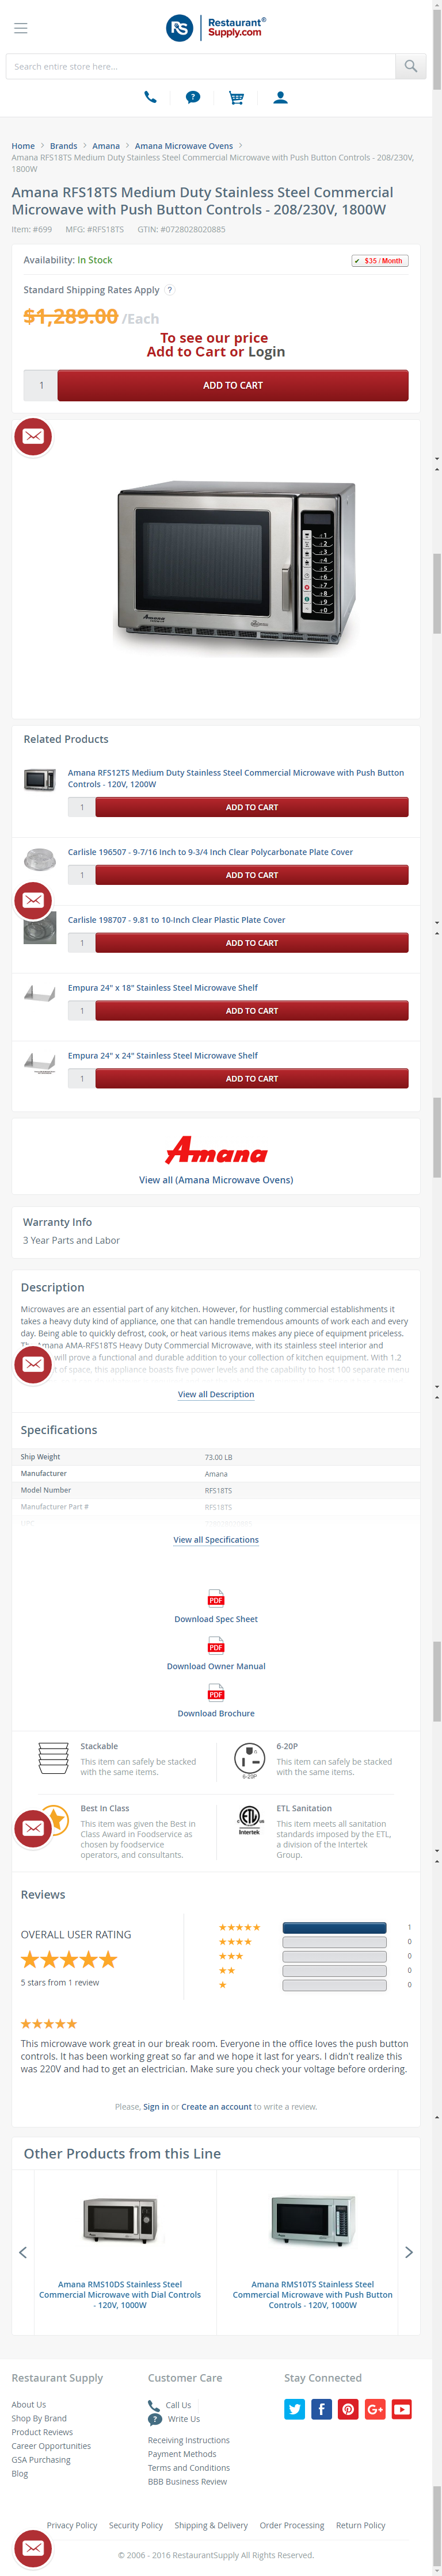 RS Restaurant
Supply.com
Search entire store here...
Home > Brands > Amana > Amana Microwave Ovens >
Amana RFS18TS Medium Duty Stainless Steel Commercial Microwave with Push Button Controls - 208/230V,
1800W
Amana RFS18TS Medium Duty Stainless Steel Commercial
Microwave with Push Button Controls - 208/230V, 1800W
Item: #699 MFG: #RFS18TS GTIN: #0728028020885
Availability: In Stock
✔ $35 / Month
Standard Shipping Rates Apply ?
$1,289.00 /Each
To see our price
Add to Cart or Login
1 ADD TO CART
Related Products
Amana RFS12TS Medium Duty Stainless Steel Commercial Microwave with Push Button
Controls - 120V, 1200W
1 ADD TO CART
Carlisle 196507 - 9-7/16 Inch to 9-3/4 Inch Clear Polycarbonate Plate Cover
1 ADD TO CART
Carlisle 198707 - 9.81 to 10-Inch Clear Plastic Plate Cover
1 ADD TO CART
Empura 24" x 18" Stainless Steel Microwave Shelf
1 ADD TO CART
Empura 24" x 24" Stainless Steel Microwave Shelf
1 ADD TO CART
Amana
View all (Amana Microwave Ovens)
Warranty Info
3 Year Parts and Labor
Description
Microwaves are an essential part of any kitchen. However, for hustling commercial establishments it
takes a heavy duty kind of appliance, one that can handle tremendous amounts of work each and every
day. Being able to quickly defrost, cook, or heat various items makes any piece of equipment priceless.
Amana AMA-RFS18TS Heavy Duty Commercial Microwave, with its stainless steel interior and
will prove a functional and durable addition to your collection of kitchen equipment. With 1.2
of space, this appliance boasts five power levels and the capability to host 100 separate menu
View all Description
Specifications
Ship Weight 73.00 LB
Manufacturer Amana
Model Number RFS18TS
Manufacturer Part # RFS18TS
View all Specifications
PDF
Download Spec Sheet
PDF
Download Owner Manual
PDF
Download Brochure
Stackable
This item can safely be stacked
with the same items.
6-20P
This item can safely be stacked
with the same items.
6-20P
Best In Class
This item was given the Best in
Class Award in Foodservice as
chosen by foodservice
operators, and consultants.
ETL Sanitation
This item meets all sanitation
standards imposed by the ETL,
a division of the Intertek
Group.
ETL
Intertek
Reviews
OVERALL USER RATING
5 stars from 1 review
1
0
0
0
0
This microwave work great in our break room. Everyone in the office loves the push button
controls. It has been working great so far and we hope it last for years. I didn't realize this
was 220V and had to get an electrician. Make sure you check your voltage before ordering.
Please, Sign in or Create an account to write a review.
Other Products from this Line
Amana RMS10DS Stainless Steel
Commercial Microwave with Dial Controls
- 120V, 1000W
Amana RMS10TS Stainless Steel
Commercial Microwave with Push Button
Controls - 120V, 1000W
Restaurant Supply
About Us
Shop By Brand
Product Reviews
Career Opportunities
GSA Purchasing
Blog
Customer Care
Call Us
Write Us
Receiving Instructions
Payment Methods
Terms and Conditions
BBB Business Review
Stay Connected
Privacy Policy Security Policy Shipping & Delivery Order Processing Return Policy
© 2006 - 2016 RestaurantSupply All Rights Reserved.